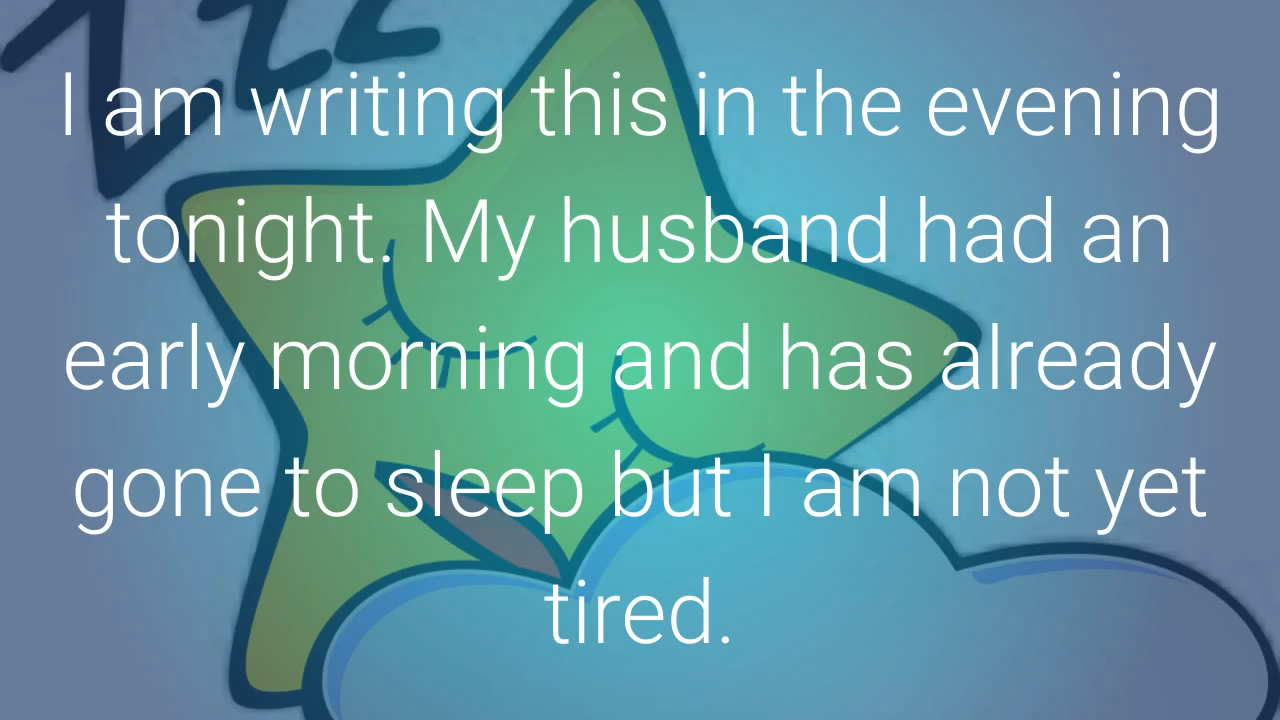 Zzz
I am writing this in the evening
tonight. My husband had an
early morning and has already
gone to sleep but I am not yet
tired.